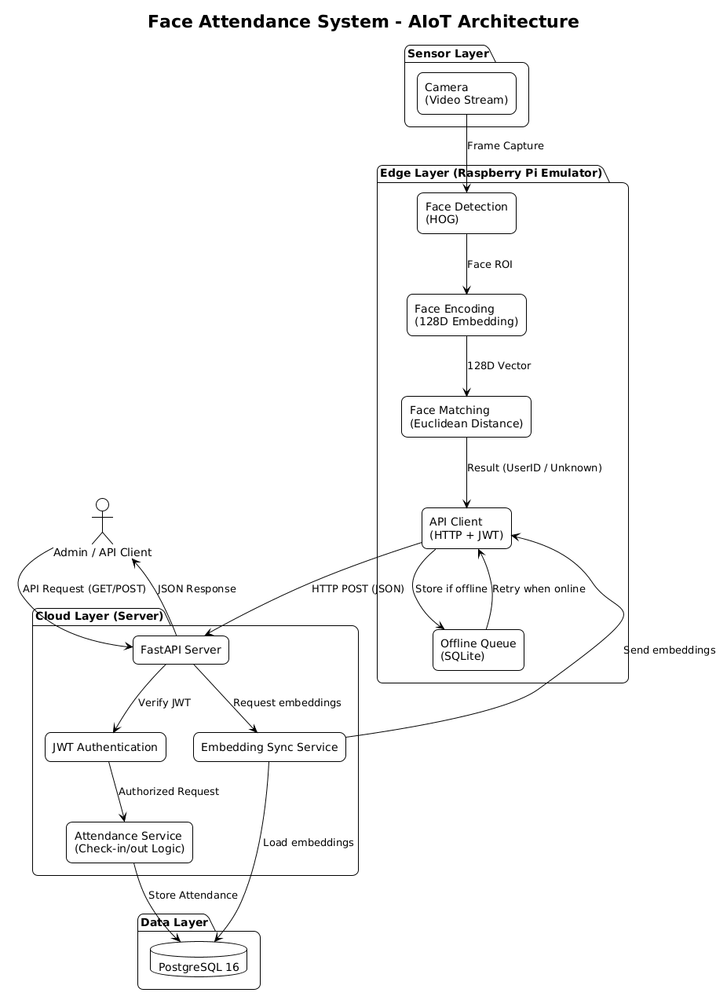 Face Attendance System - AIoT Architecture
Sensor Layer
Camera
(Video Stream)
Frame Capture
Edge Layer (Raspberry Pi Emulator)
Face Detection
(HOG)
Face ROI
Face Encoding
(128D Embedding)
128D Vector
Face Matching
(Euclidean Distance)
Result (UserID / Unknown)
API Client
(HTTP + JWT)
Admin / API Client
API Request (GET/POST)
JSON Response
HTTP POST (JSON)
Store if offline
Retry when online
Cloud Layer (Server)
FastAPI Server
Offline Queue
(SQLite)
Send embeddings
Verify JWT
Request embeddings
JWT Authentication
Embedding Sync Service
Authorized Request
Attendance Service
(Check-in/out Logic)
Load embeddings
Store Attendance
Data Layer
PostgreSQL 16